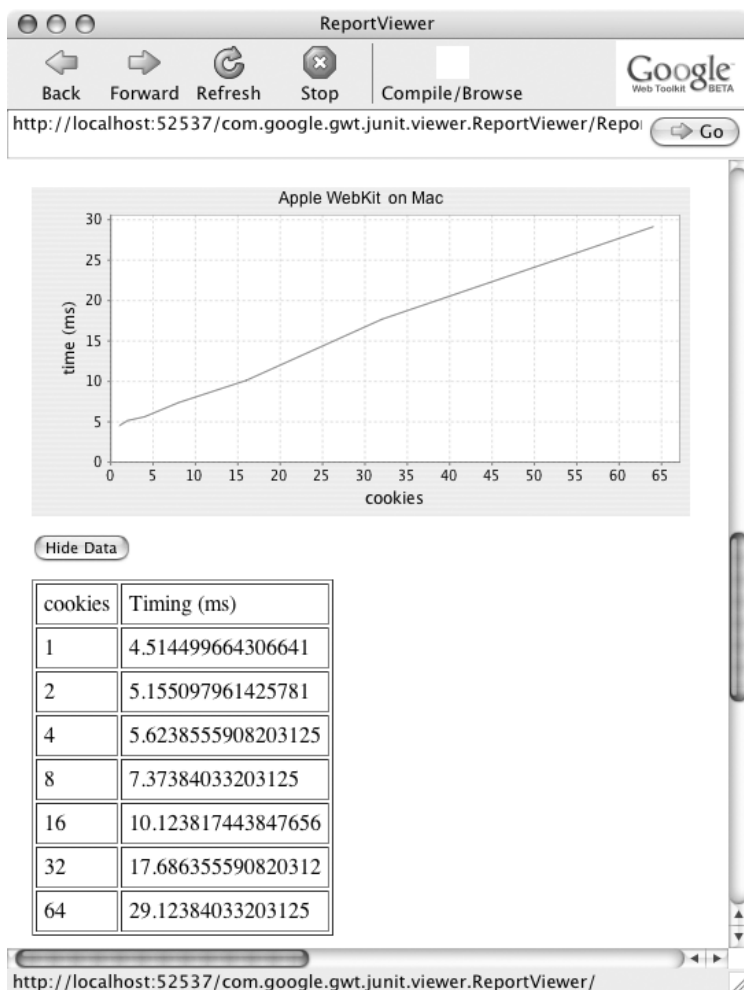 ReportViewer
Back Forward Refresh Stop Compile/Browse
Google
Web Toolkit BETA
http://localhost:52537/com.google.gwt.junit.viewer.ReportViewer/Repo
Go
Apple WebKit on Mac
30
25
20
15
10
5
0
time (ms)
0 5 10 15 20 25 30 35 40 45 50 55 60 65
cookies
Hide Data
cookies Timing (ms)
1 4.514499664306641
2 5.155097961425781
4 5.6238555908203125
8 7.37384033203125
16 10.123817443847656
32 17.686355590820312
64 29.12384033203125
http://localhost:52537/com.google.gwt.junit.viewer.ReportViewer/